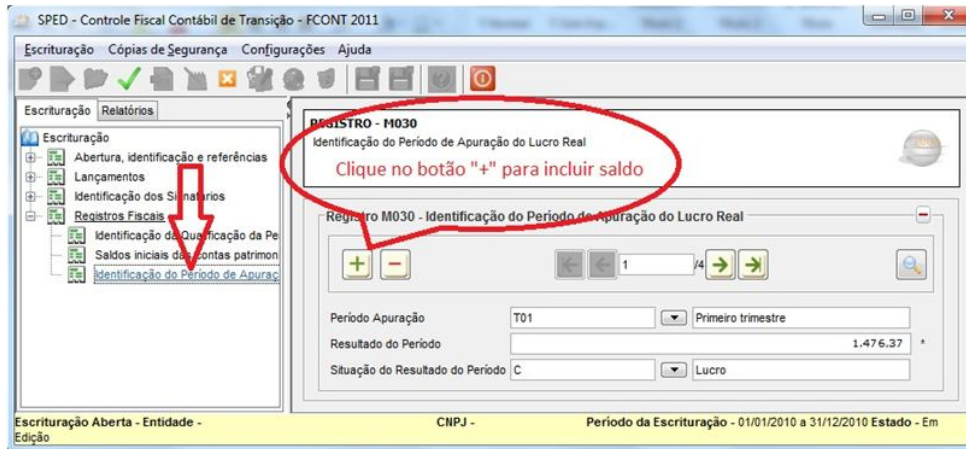 SPED - Controle Fiscal Contábil de Transição - FCONT 2011
Escrituração Cópias de Segurança Configurações Ajuda
Escrituração Relatórios
Escrituração
Abertura, identificação e referências
Lançamentos
Identificação dos Signatários
Registros Fiscais
Identificação da Qualificação da Pe
Saldos iniciais das contas patrimon
Identificação do Período de Apuraç
REGISTRO - M030
Identificação do Período de Apuração do Lucro Real
Clique no botão "+" para incluir saldo
Registro M030 - Identificação do Período de Apuração do Lucro Real
1 /4
Período Apuração T01 Primeiro trimestre
Resultado do Período 1.476,37 *
Situação do Resultado do Período C Lucro
Escrituração Aberta - Entidade - CNPJ - Período da Escrituração - 01/01/2010 a 31/12/2010 Estado - Em
Edição